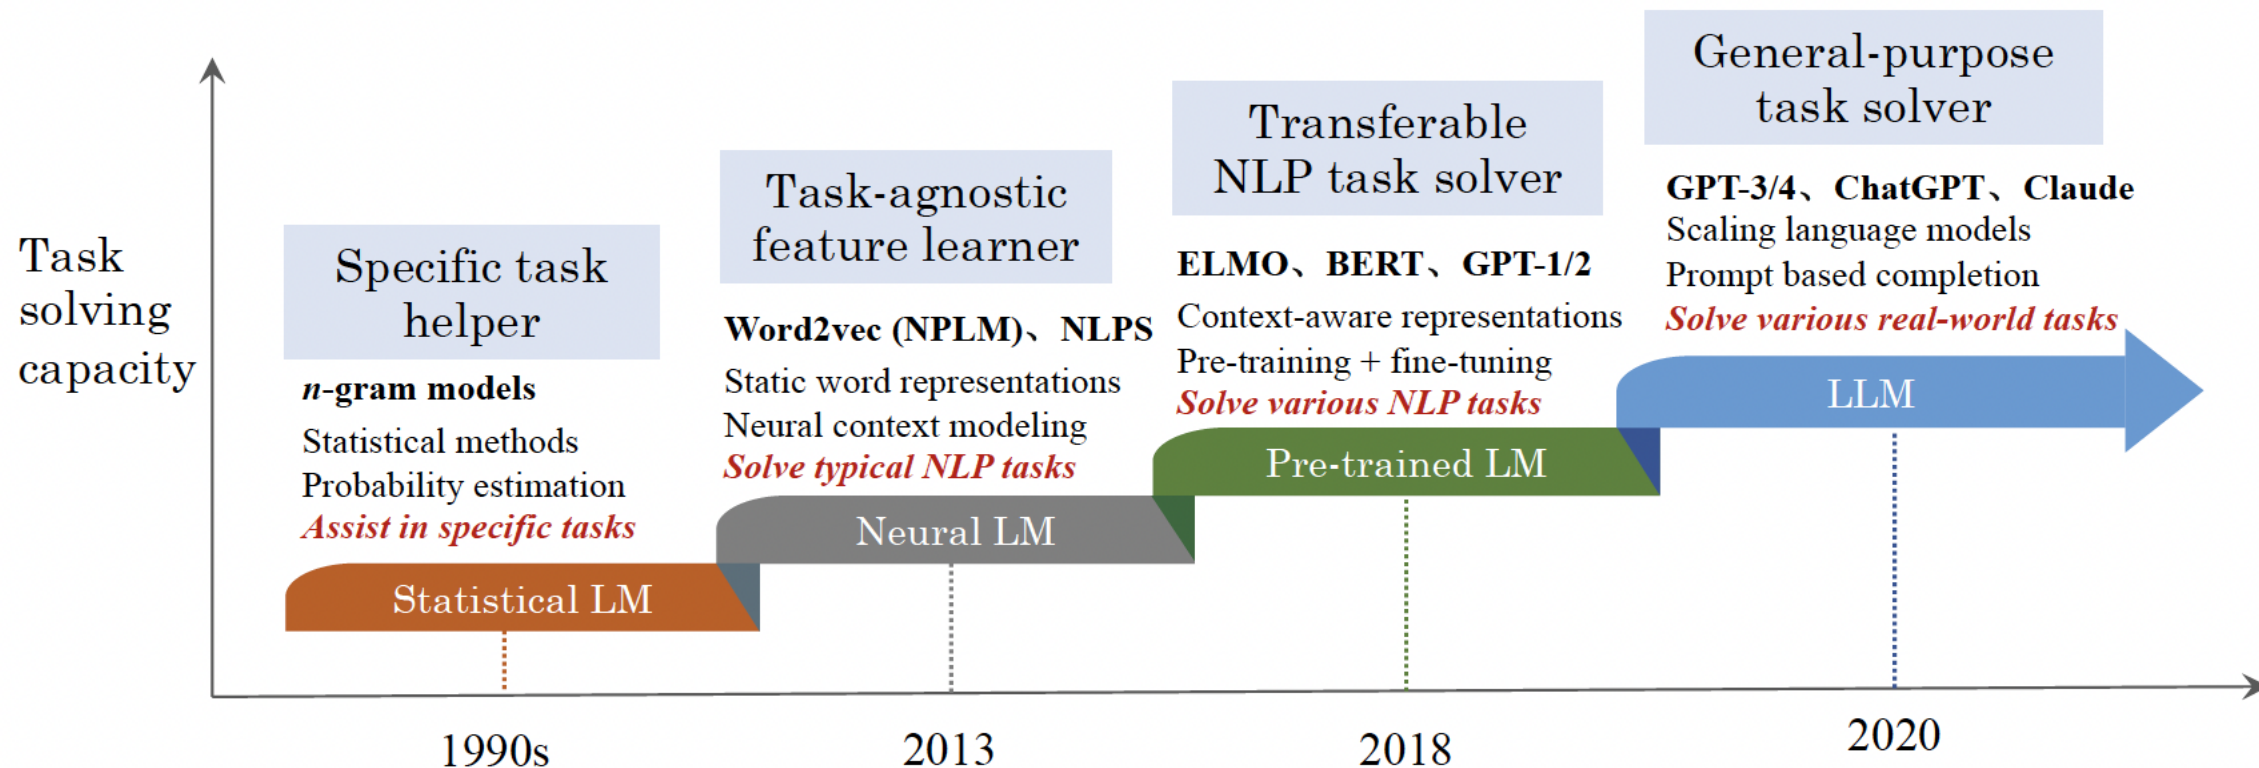 Task
solving
capacity
Specific task
helper
n-gram models
Statistical methods
Probability estimation
Assist in specific tasks
Statistical LM
1990s
Task-agnostic
feature learner
Word2vec (NPLM)、NLPS
Static word representations
Neural context modeling
Solve typical NLP tasks
Neural LM
2013
Transferable
NLP task solver
ELMO、BERT、GPT-1/2
Context-aware representations
Pre-training + fine-tuning
Solve various NLP tasks
Pre-trained LM
2018
General-purpose
task solver
GPT-3/4、ChatGPT、Claude
Scaling language models
Prompt based completion
Solve various real-world tasks
LLM
2020